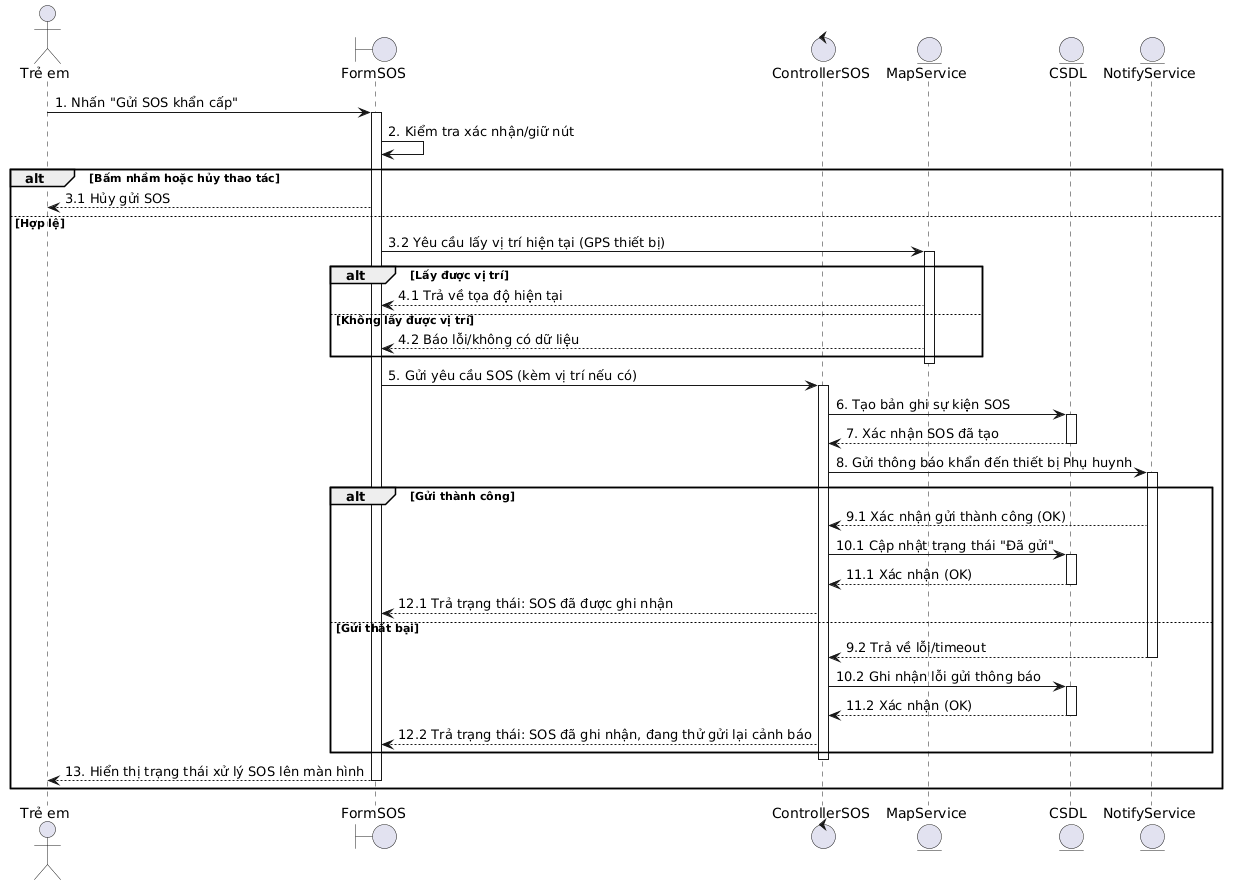 Trẻ em
FormSOS
ControllerSOS
MapService
CSDL
NotifyService
1. Nhấn "Gửi SOS khẩn cấp"
2. Kiểm tra xác nhận/giữ nút
alt [Bấm nhầm hoặc hủy thao tác]
3.1 Hủy gửi SOS
[Hợp lệ]
3.2 Yêu cầu lấy vị trí hiện tại (GPS thiết bị)
alt [Lấy được vị trí]
4.1 Trả về tọa độ hiện tại
[Không lấy được vị trí]
4.2 Báo lỗi/không có dữ liệu
5. Gửi yêu cầu SOS (kèm vị trí nếu có)
6. Tạo bản ghi sự kiện SOS
7. Xác nhận SOS đã tạo
8. Gửi thông báo khẩn đến thiết bị Phụ huynh
alt [Gửi thành công]
9.1 Xác nhận gửi thành công (OK)
10.1 Cập nhật trạng thái "Đã gửi"
11.1 Xác nhận (OK)
12.1 Trả trạng thái: SOS đã được ghi nhận
[Gửi thất bại]
9.2 Trả về lỗi/timeout
10.2 Ghi nhận lỗi gửi thông báo
11.2 Xác nhận (OK)
12.2 Trả trạng thái: SOS đã ghi nhận, đang thử gửi lại cảnh báo
13. Hiển thị trạng thái xử lý SOS lên màn hình
Trẻ em
FormSOS
ControllerSOS
MapService
CSDL
NotifyService